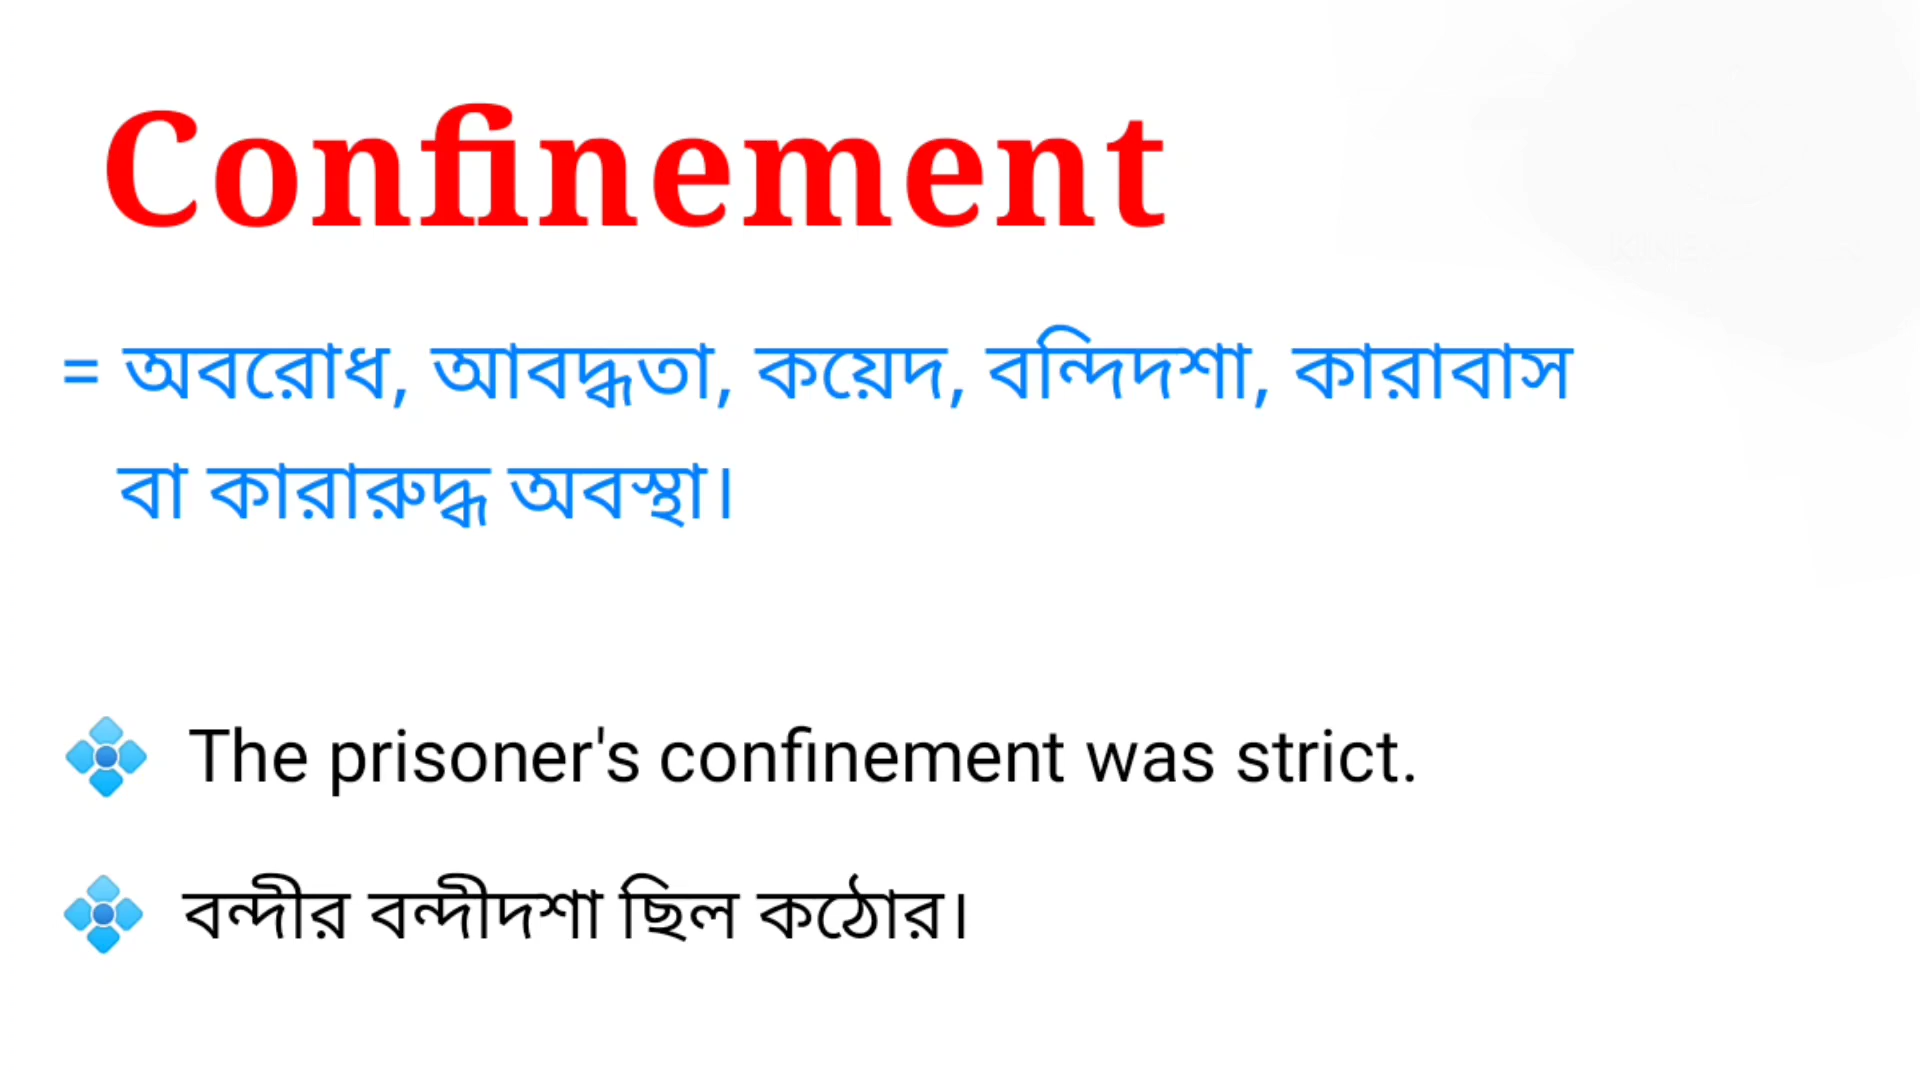 Confinement
= অবরোধ, আবদ্ধতা, কয়েদ, বন্দিদশা, কারাবাস
বা কারারুদ্ধ অবস্থা।
The prisoner's confinement was strict.
বন্দীর বন্দীদশা ছিল কঠোর।